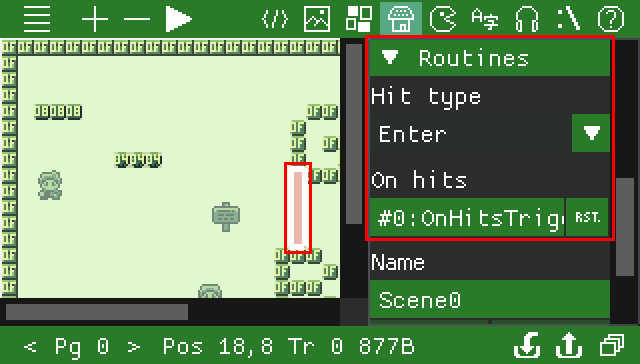 Routines
Hit type
Enter
On hits
#0:OnHitsTrig RST.
Name
Scene0
< Pg 0 > Pos 18,8 Tr 0 877B